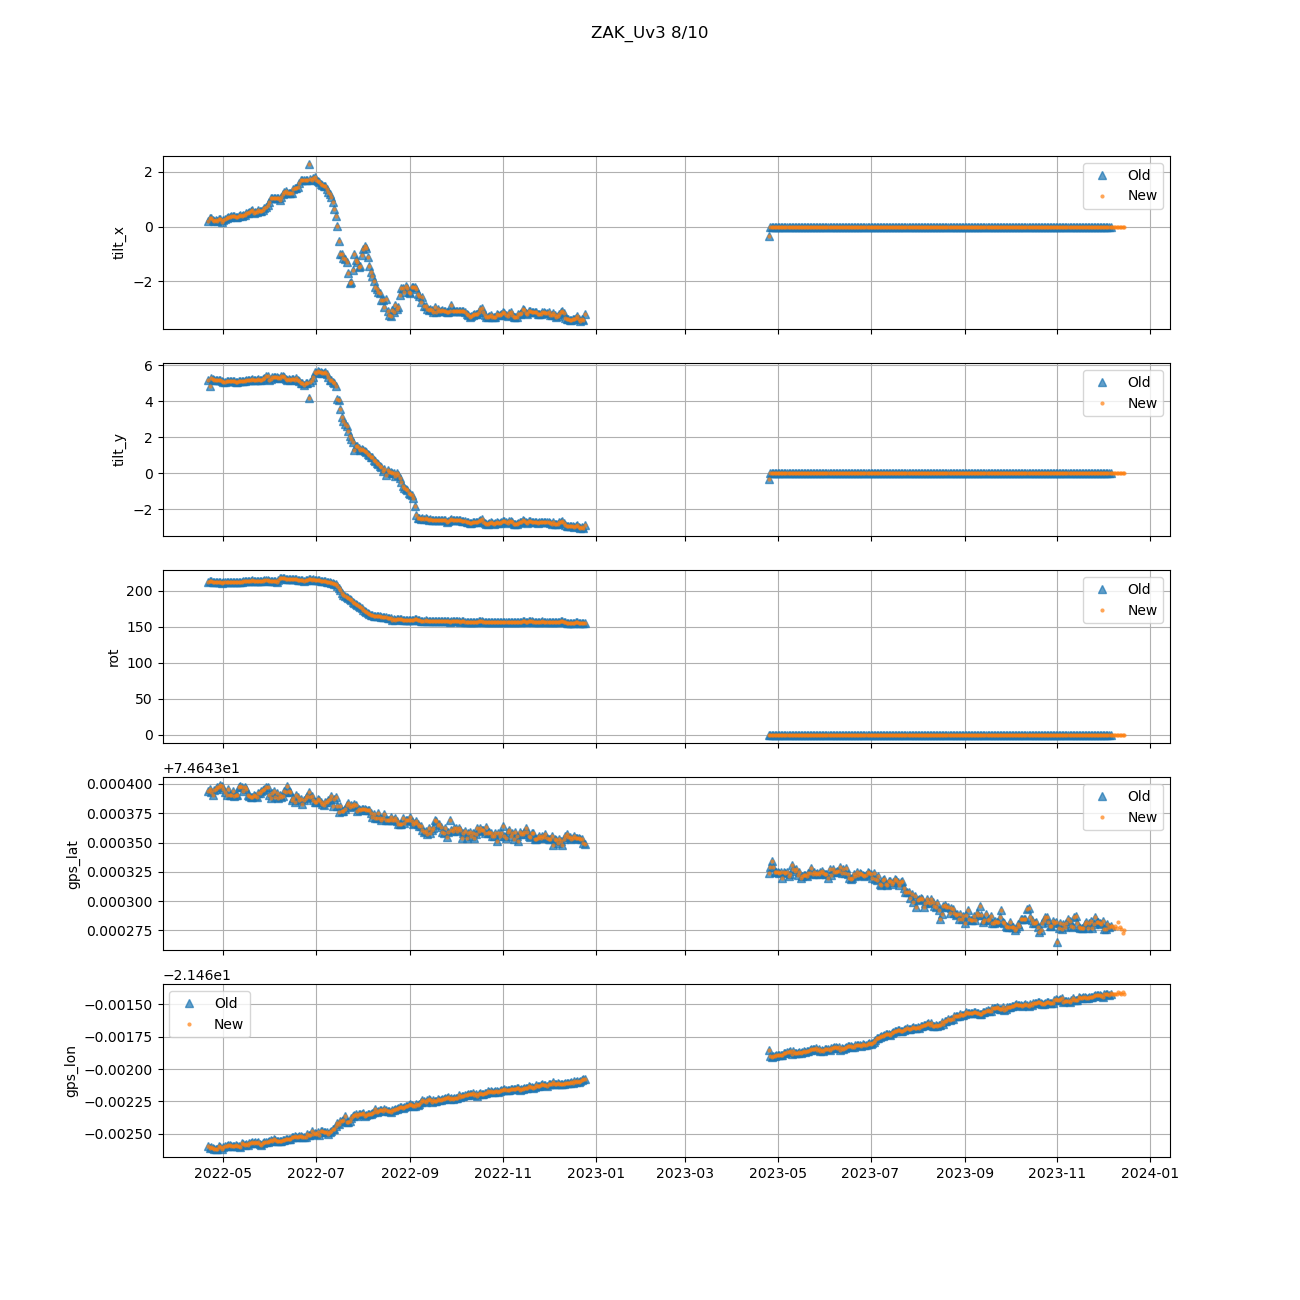 ZAK_Uv3 8/10
2
0
−2
tilt_x
Old
New
6
4
2
0
−2
tilt_y
Old
New
200
150
100
50
0
rot
Old
New
+7.4643e1
0.000400
0.000375
0.000350
0.000325
0.000300
0.000275
gps_lat
Old
New
−2.146e1
−0.00150
−0.00175
−0.00200
−0.00225
−0.00250
gps_lon
Old
New
2022-05 2022-07 2022-09 2022-11 2023-01 2023-03 2023-05 2023-07 2023-09 2023-11 2024-01